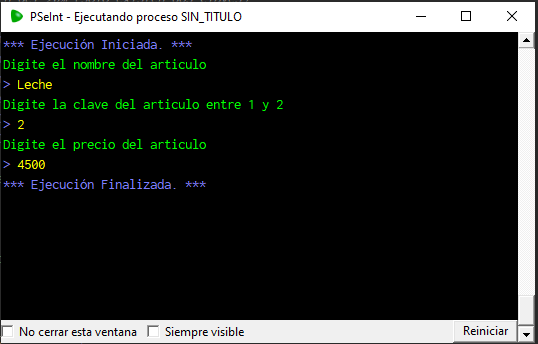 PSeInt - Ejecutando proceso SIN_TITULO
*** Ejecución Iniciada. ***
Digite el nombre del articulo
> Leche
Digite la clave del articulo entre 1 y 2
> 2
Digite el precio del articulo
> 4500
*** Ejecución Finalizada. ***
No cerrar esta ventana Siempre visible Reiniciar